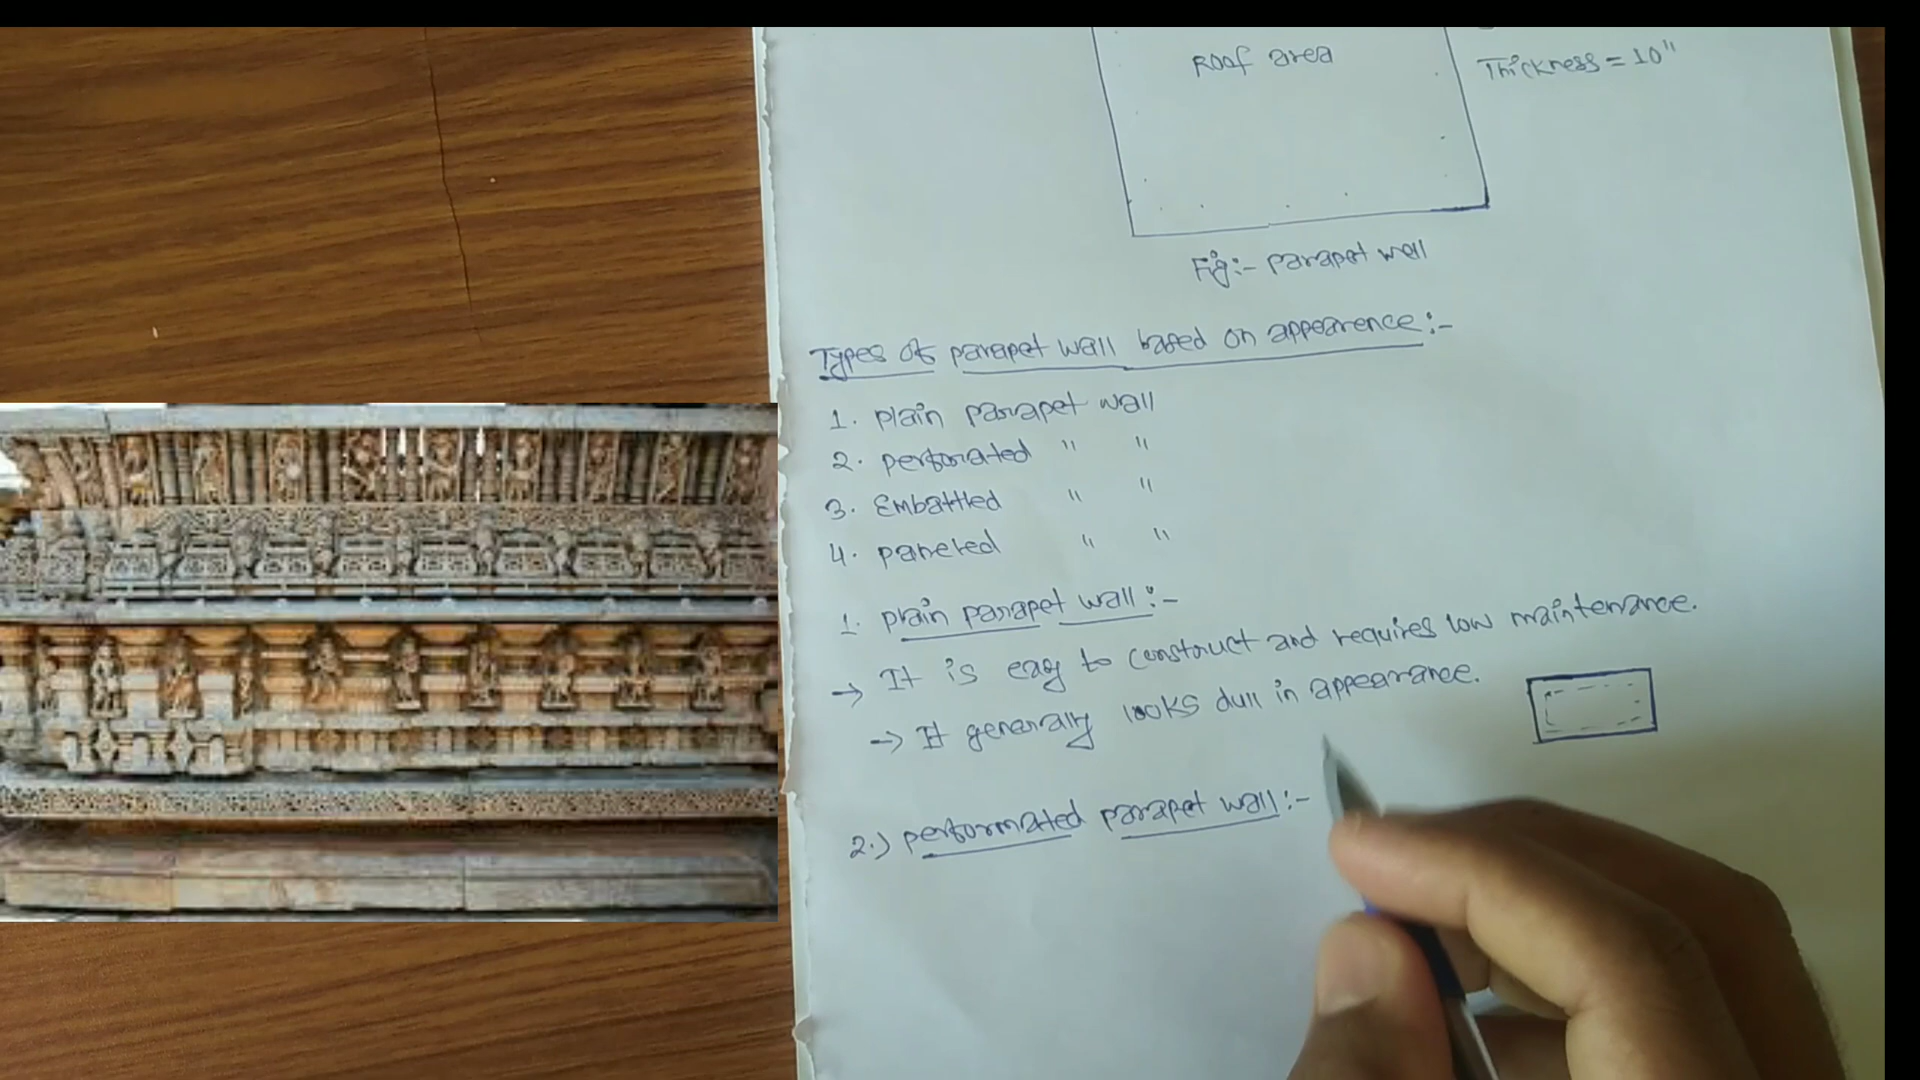 Roof area
Thickness = 10"
Fig:- parapet wall
Types of parapet wall based on appearence:-
1. plain parapet wall
2. perforated " "
3. Embattled " "
4. paneled " "
1. plain parapet wall:-
→ It is easy to construct and requires low maintenance.
→ It generally looks dull in appearance.
2.) performated parapet wall:-